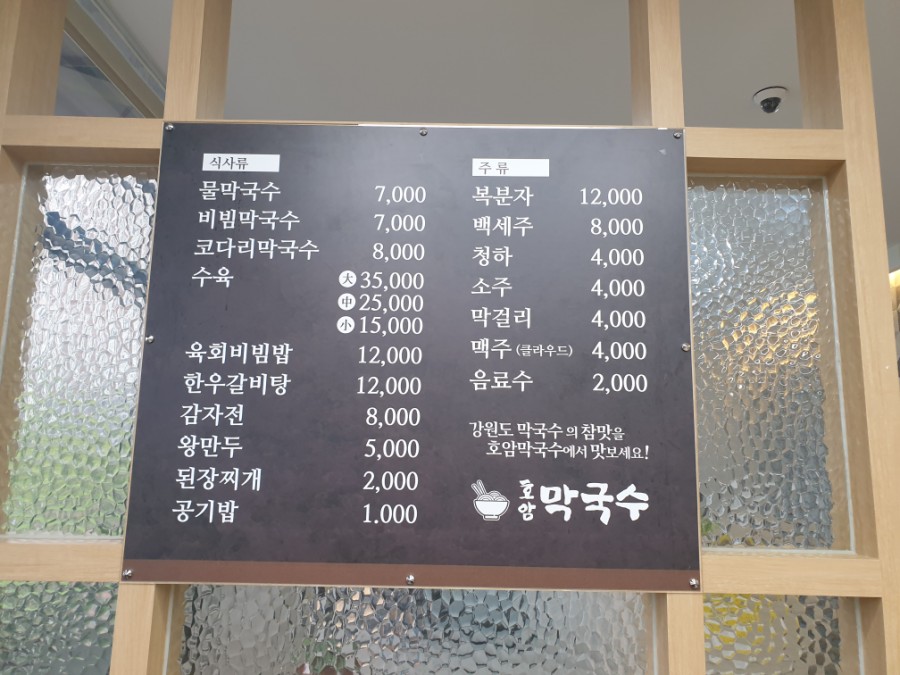 식사류
물막국수 7,000
비빔막국수 7,000
코다리막국수 8,000
수육 大 35,000
中 25,000
小 15,000
육회비빔밥 12,000
한우갈비탕 12,000
감자전 8,000
왕만두 5,000
된장찌개 2,000
공기밥 1.000
주류
복분자 12,000
백세주 8,000
청하 4,000
소주 4,000
막걸리 4,000
맥주 (클라우드) 4,000
음료수 2,000
강원도 막국수의 참맛을
호암막국수에서 맛보세요!
호암 막국수